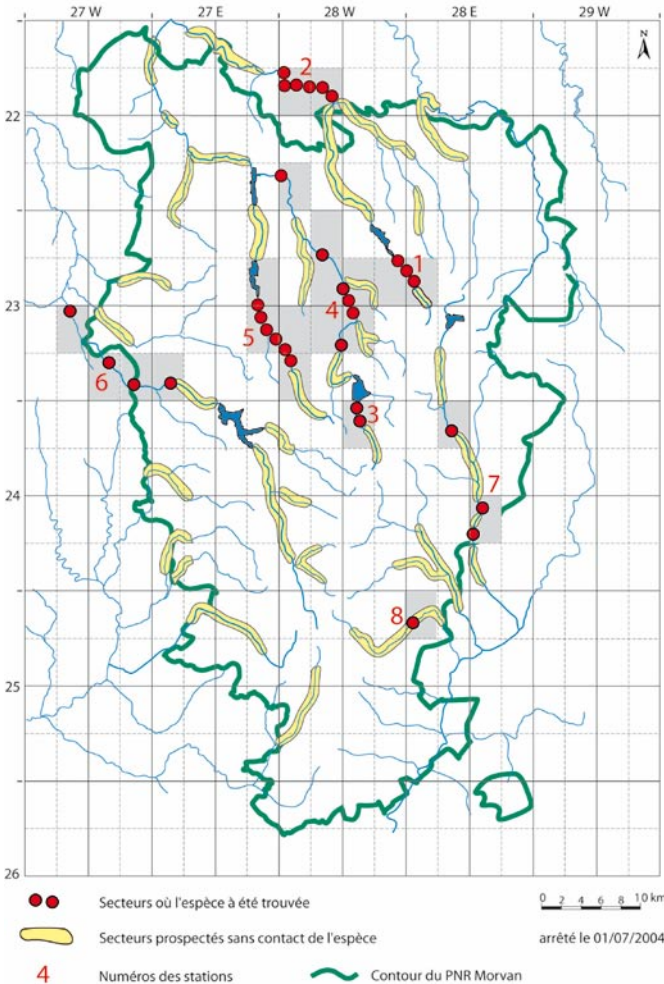 27 W 27 E 28 W 28 E 29 W
N
2
22
1
23
4
5
6
3
24
7
8
25
26
Secteurs où l'espèce à été trouvée
0 2 4 6 8 10 km
Secteurs prospectés sans contact de l'espèce
arrêté le 01/07/2004
4 Numéros des stations
Contour du PNR Morvan